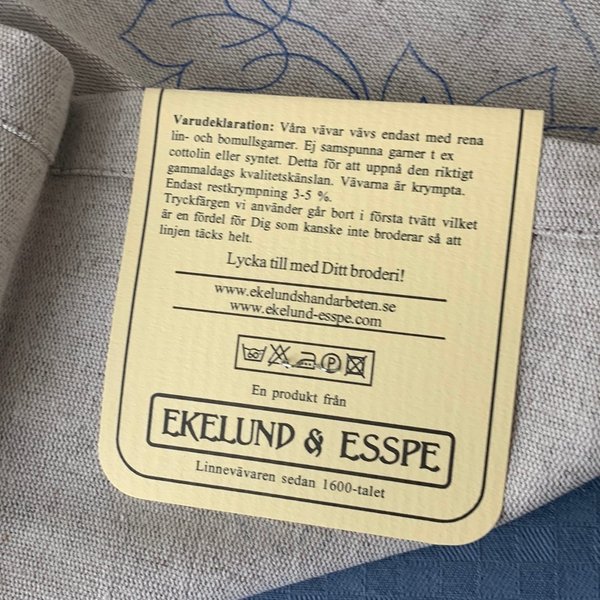 Varudeklaration: Våra vävar vävs endast med rena
lin- och bomullsgarner. Ej samspunna garner t ex
cottolin eller syntet. Detta för att uppnå den riktigt
gammaldags kvalitetskänslan. Vävarna är krympta.
Endast restkrympning 3-5 %.
Tryckfärgen vi använder går bort i första tvätt vilket
är en fördel för Dig som kanske inte broderar så att
linjen täcks helt.
Lycka till med Ditt broderi!
www.ekelundshandarbeten.se
www.ekelund-esspe.com
60 P
En produkt från
EKELUND & ESSPE
Linnevävaren sedan 1600-talet